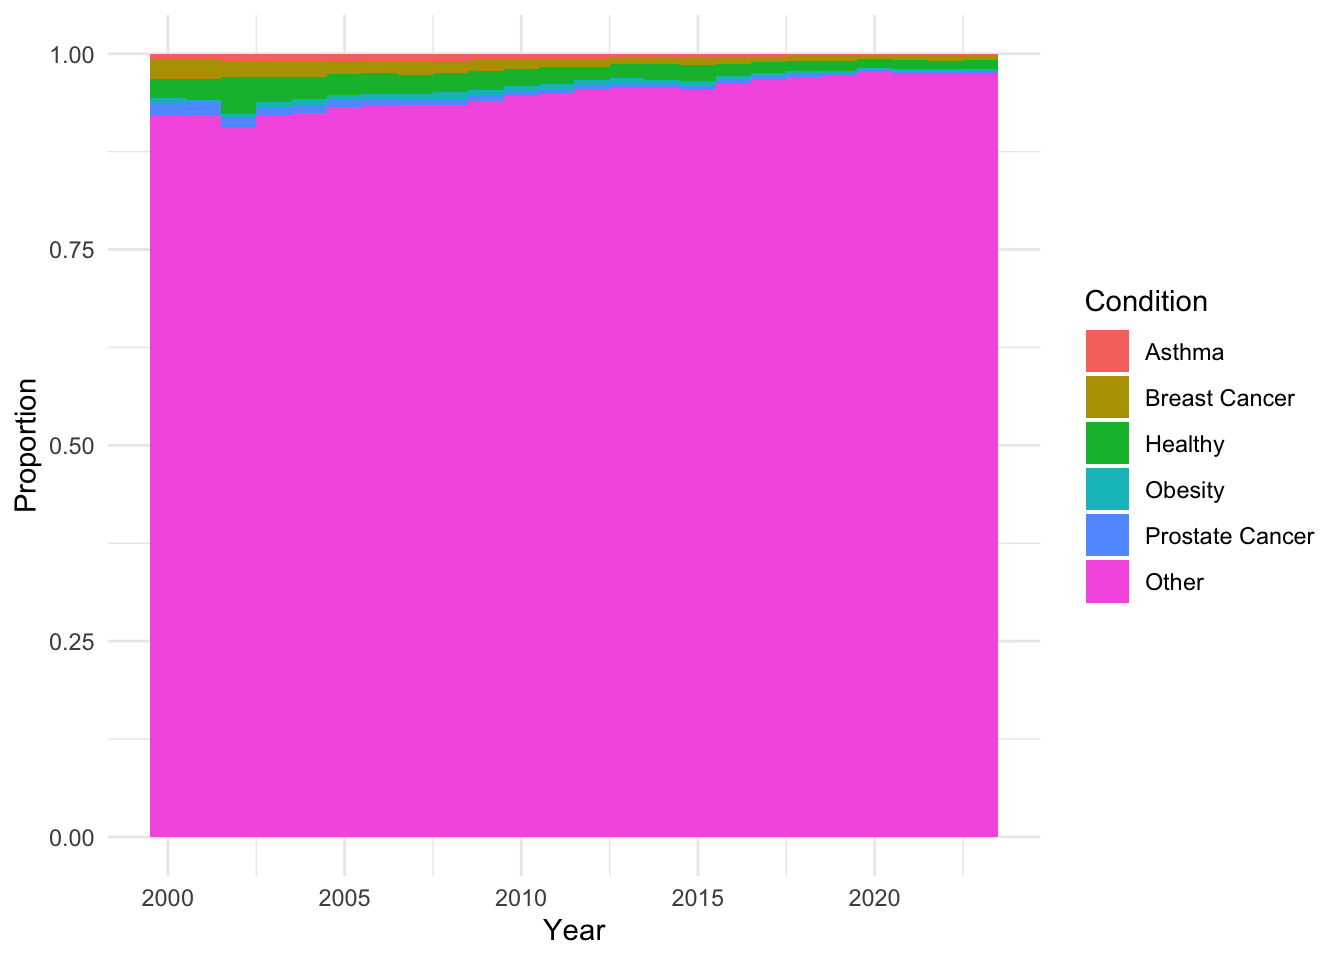 1.00
0.75
0.50
0.25
0.00
Proportion
2000 2005 2010 2015 2020
Year
Condition
Asthma
Breast Cancer
Healthy
Obesity
Prostate Cancer
Other